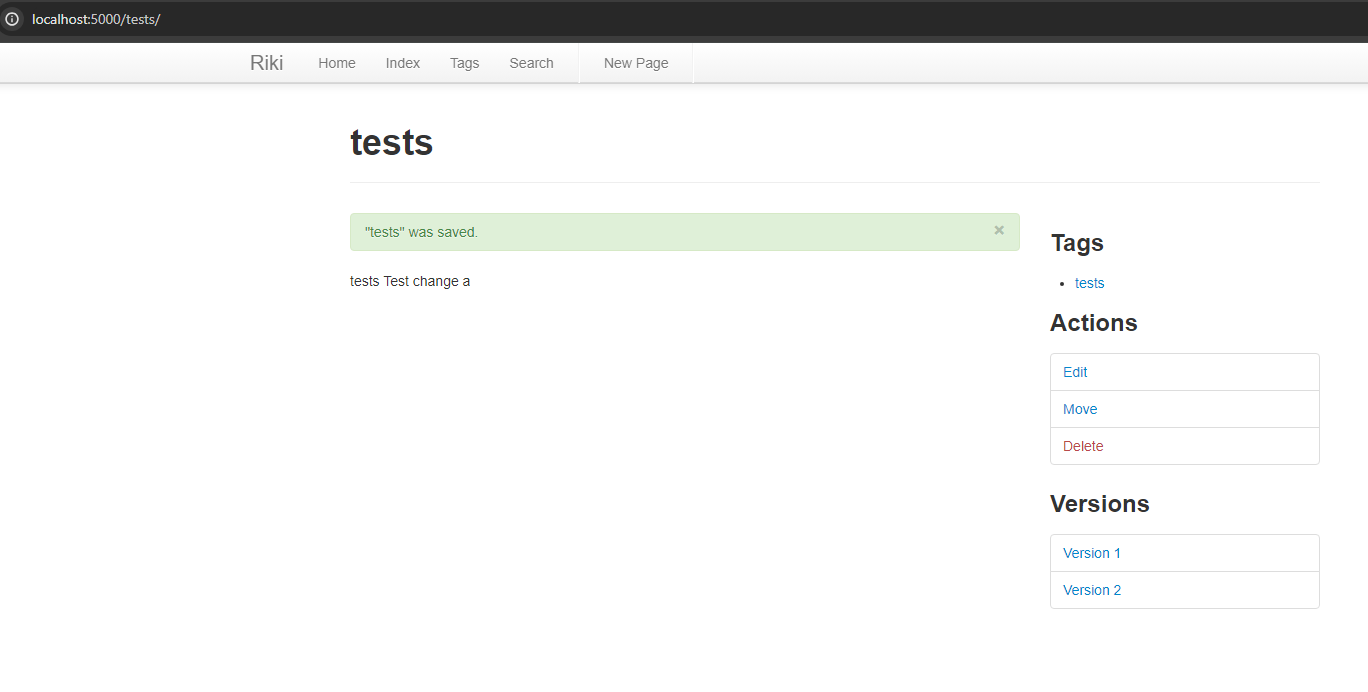 localhost:5000/tests/
Riki Home Index Tags Search New Page
tests
"tests" was saved. ×
tests Test change a
Tags
• tests
Actions
Edit
Move
Delete
Versions
Version 1
Version 2